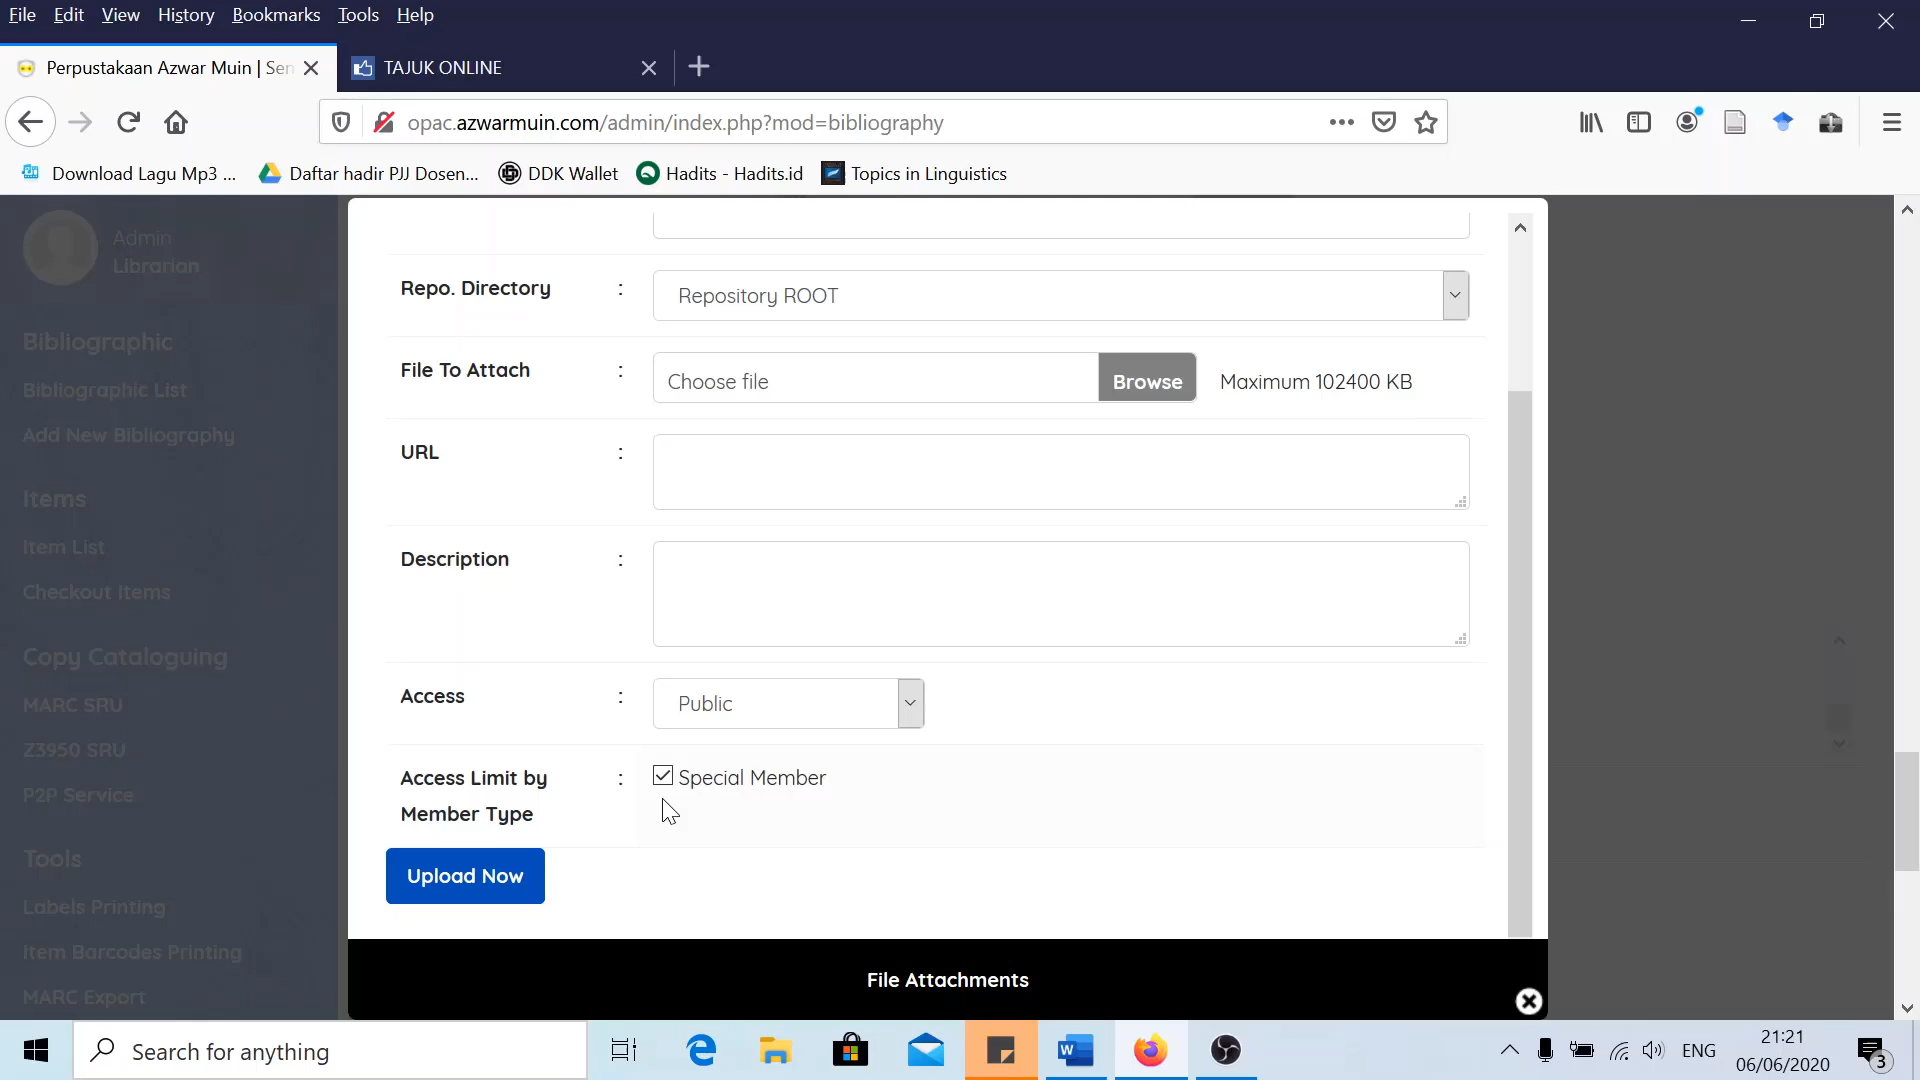 File Edit View History Bookmarks Tools Help
Perpustakaan Azwar Muin | Sen
TAJUK ONLINE
opac.azwarmuin.com/admin/index.php?mod=bibliography
Download Lagu Mp3 ...
Daftar hadir PJJ Dosen...
DDK Wallet
Hadits - Hadits.id
Topics in Linguistics
Admin
Librarian
Bibliographic
Bibliographic List
Add New Bibliography
Items
Item List
Checkout Items
Copy Cataloguing
MARC SRU
Z3950 SRU
P2P Service
Tools
Labels Printing
Item Barcodes Printing
MARC Export
Repo. Directory : Repository ROOT
File To Attach : Choose file Browse Maximum 102400 KB
URL :
Description :
Access : Public
Access Limit by : Special Member
Member Type
Upload Now
File Attachments
Search for anything
ENG
21:21
06/06/2020
3